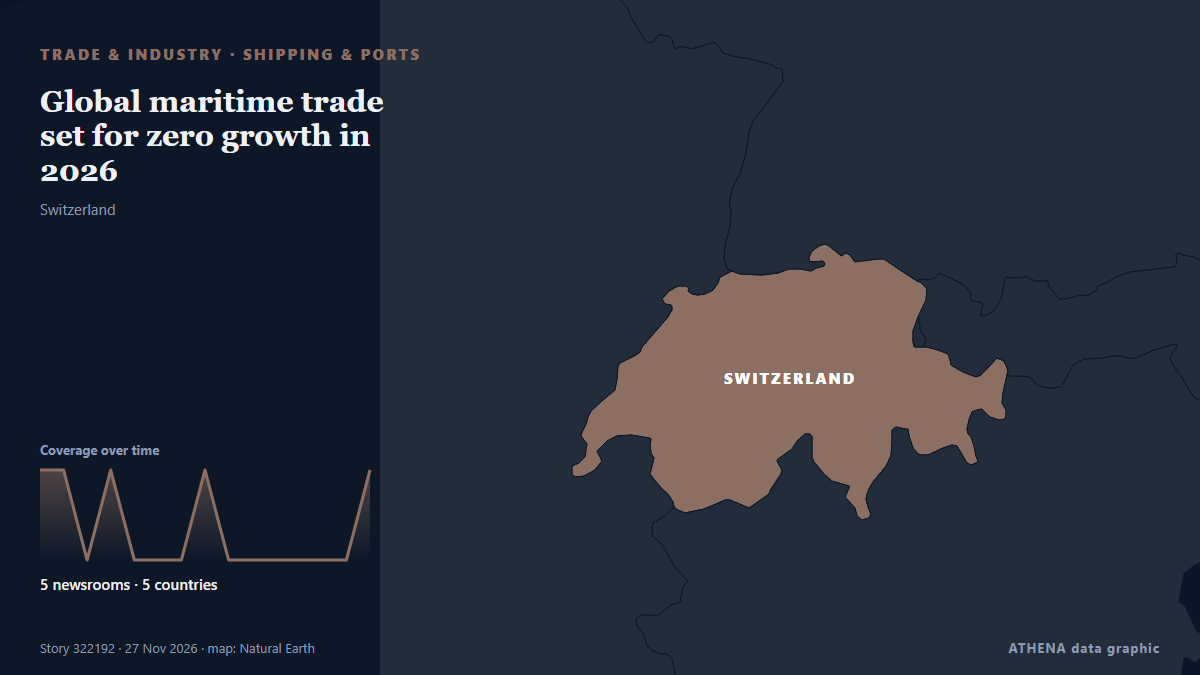 TRADE & INDUSTRY · SHIPPING & PORTS
Global maritime trade
set for zero growth in
2026
Switzerland
SWITZERLAND
Coverage over time
5 newsrooms · 5 countries
Story 322192 · 27 Nov 2026 · map: Natural Earth
ATHENA data graphic